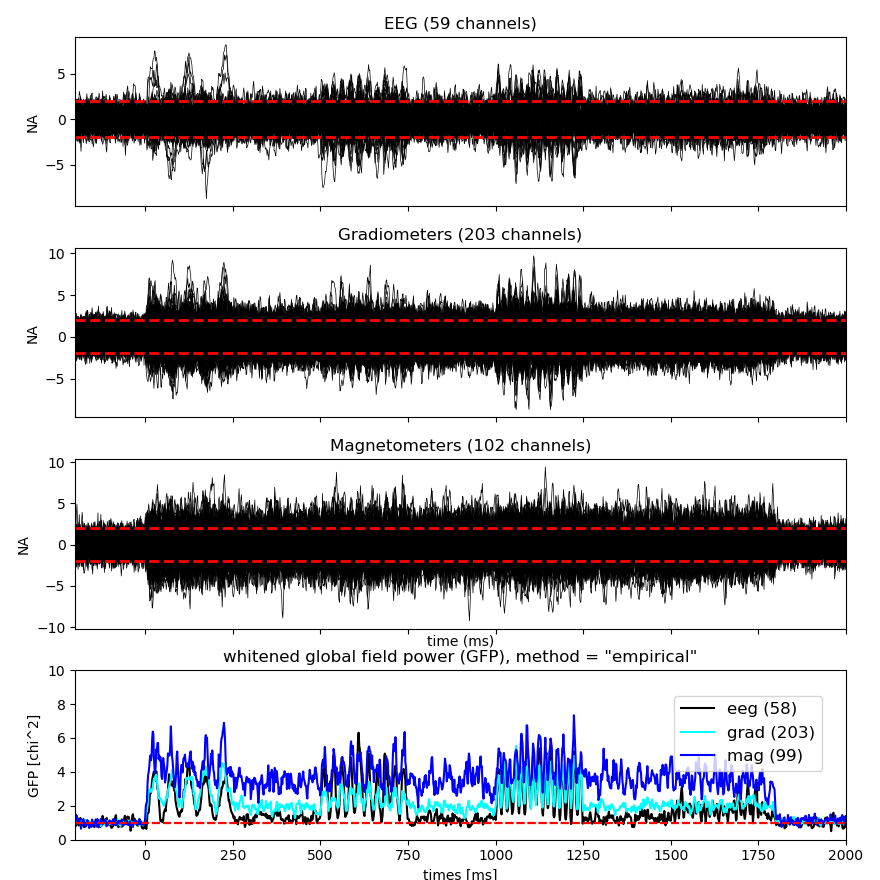 EEG (59 channels)
NA
5
0
−5
Gradiometers (203 channels)
NA
10
5
0
−5
Magnetometers (102 channels)
NA
10
5
0
−5
−10
time (ms)
whitened global field power (GFP), method = "empirical"
GFP [chi^2]
10
8
6
4
2
0
eeg (58)
grad (203)
mag (99)
0 250 500 750 1000 1250 1500 1750 2000
times [ms]